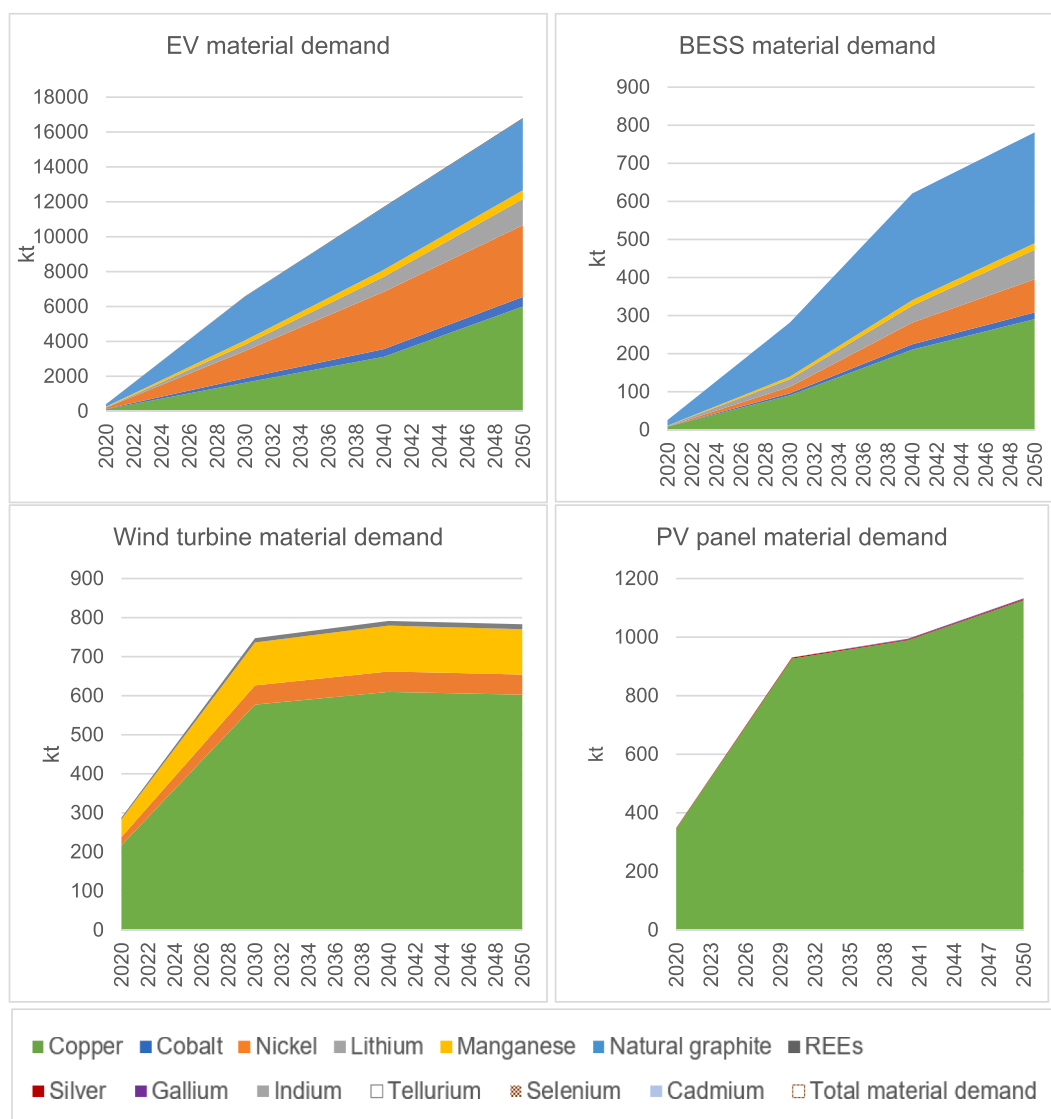 EV material demand
18000
16000
14000
12000
10000
8000
6000
4000
2000
0
kt
2020 2022 2024 2026 2028 2030 2032 2034 2036 2038 2040 2042 2044 2046 2048 2050
BESS material demand
900
800
700
600
500
400
300
200
100
0
kt
2020 2022 2024 2026 2028 2030 2032 2034 2036 2038 2040 2042 2044 2046 2048 2050
Wind turbine material demand
900
800
700
600
500
400
300
200
100
0
kt
2020 2022 2024 2026 2028 2030 2032 2034 2036 2038 2040 2042 2044 2046 2048 2050
PV panel material demand
1200
1000
800
600
400
200
0
kt
2020 2023 2026 2029 2032 2035 2038 2041 2044 2047 2050
Copper Cobalt Nickel Lithium Manganese Natural graphite REEs
Silver Gallium Indium Tellurium Selenium Cadmium Total material demand